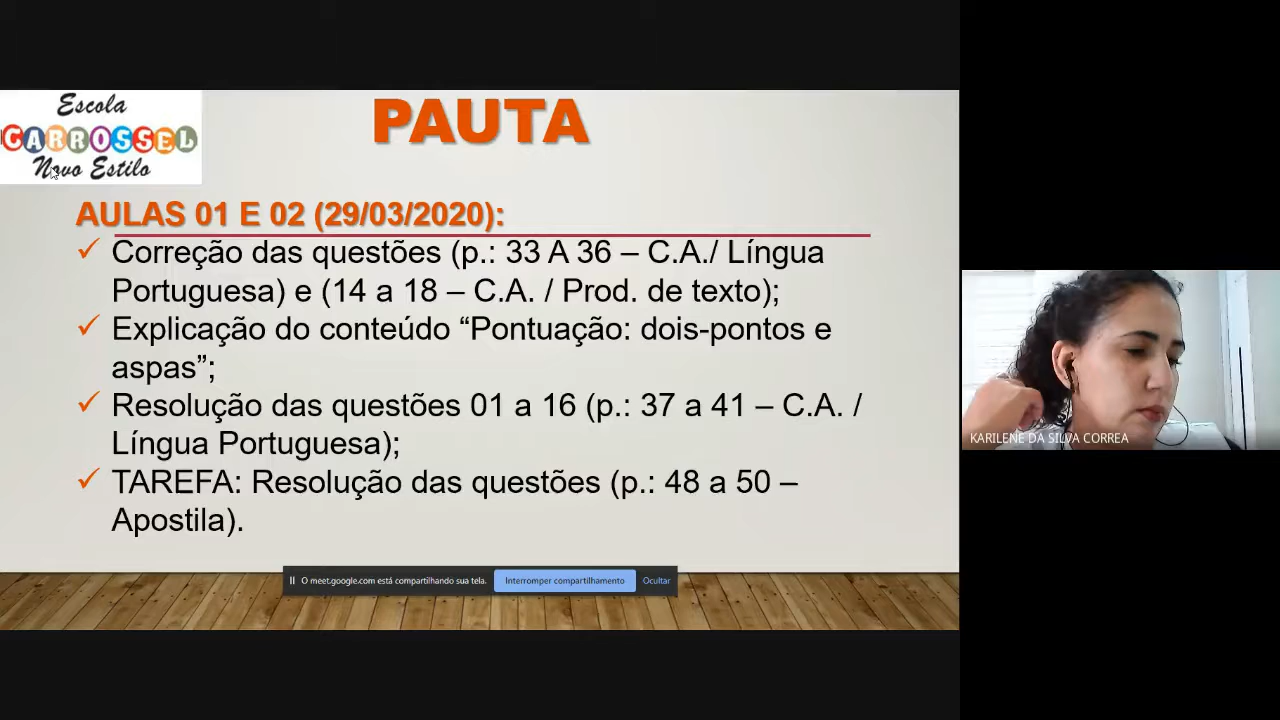 Escola
CARROSSEL
Novo Estilo
PAUTA
AULAS 01 E 02 (29/03/2020):
✓ Correção das questões (p.: 33 A 36 – C.A./ Língua
Portuguesa) e (14 a 18 – C.A. / Prod. de texto);
✓ Explicação do conteúdo “Pontuação: dois-pontos e
aspas”;
✓ Resolução das questões 01 a 16 (p.: 37 a 41 – C.A. /
Língua Portuguesa);
✓ TAREFA: Resolução das questões (p.: 48 a 50 –
Apostila).
O meet.google.com está compartilhando sua tela. Interromper compartilhamento Ocultar
KARILENE DA SILVA CORREA